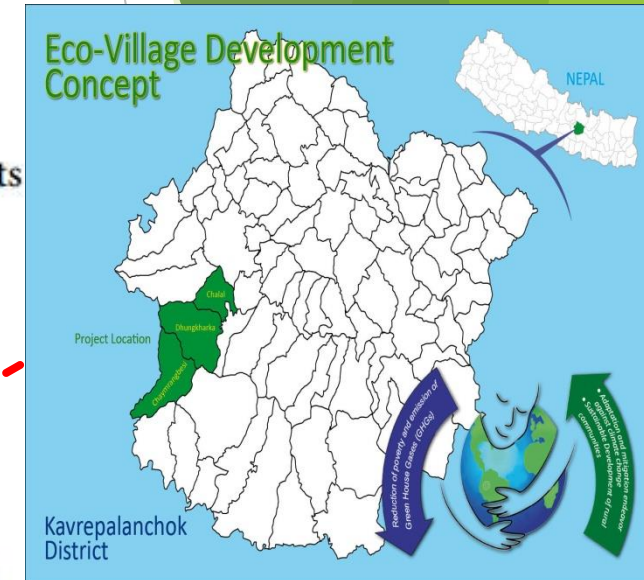 Eco-Village Development
Concept
NEPAL
ts
Chalal
Dhungkharka
Project Location
Chaymrangbesi
Reduction of poverty and emission of
Green House Gases (GHGs)
• Adaptation and mitigation endeavor
against climate change
• Sustainable Development of rural
communities
Kavrepalanchok
District